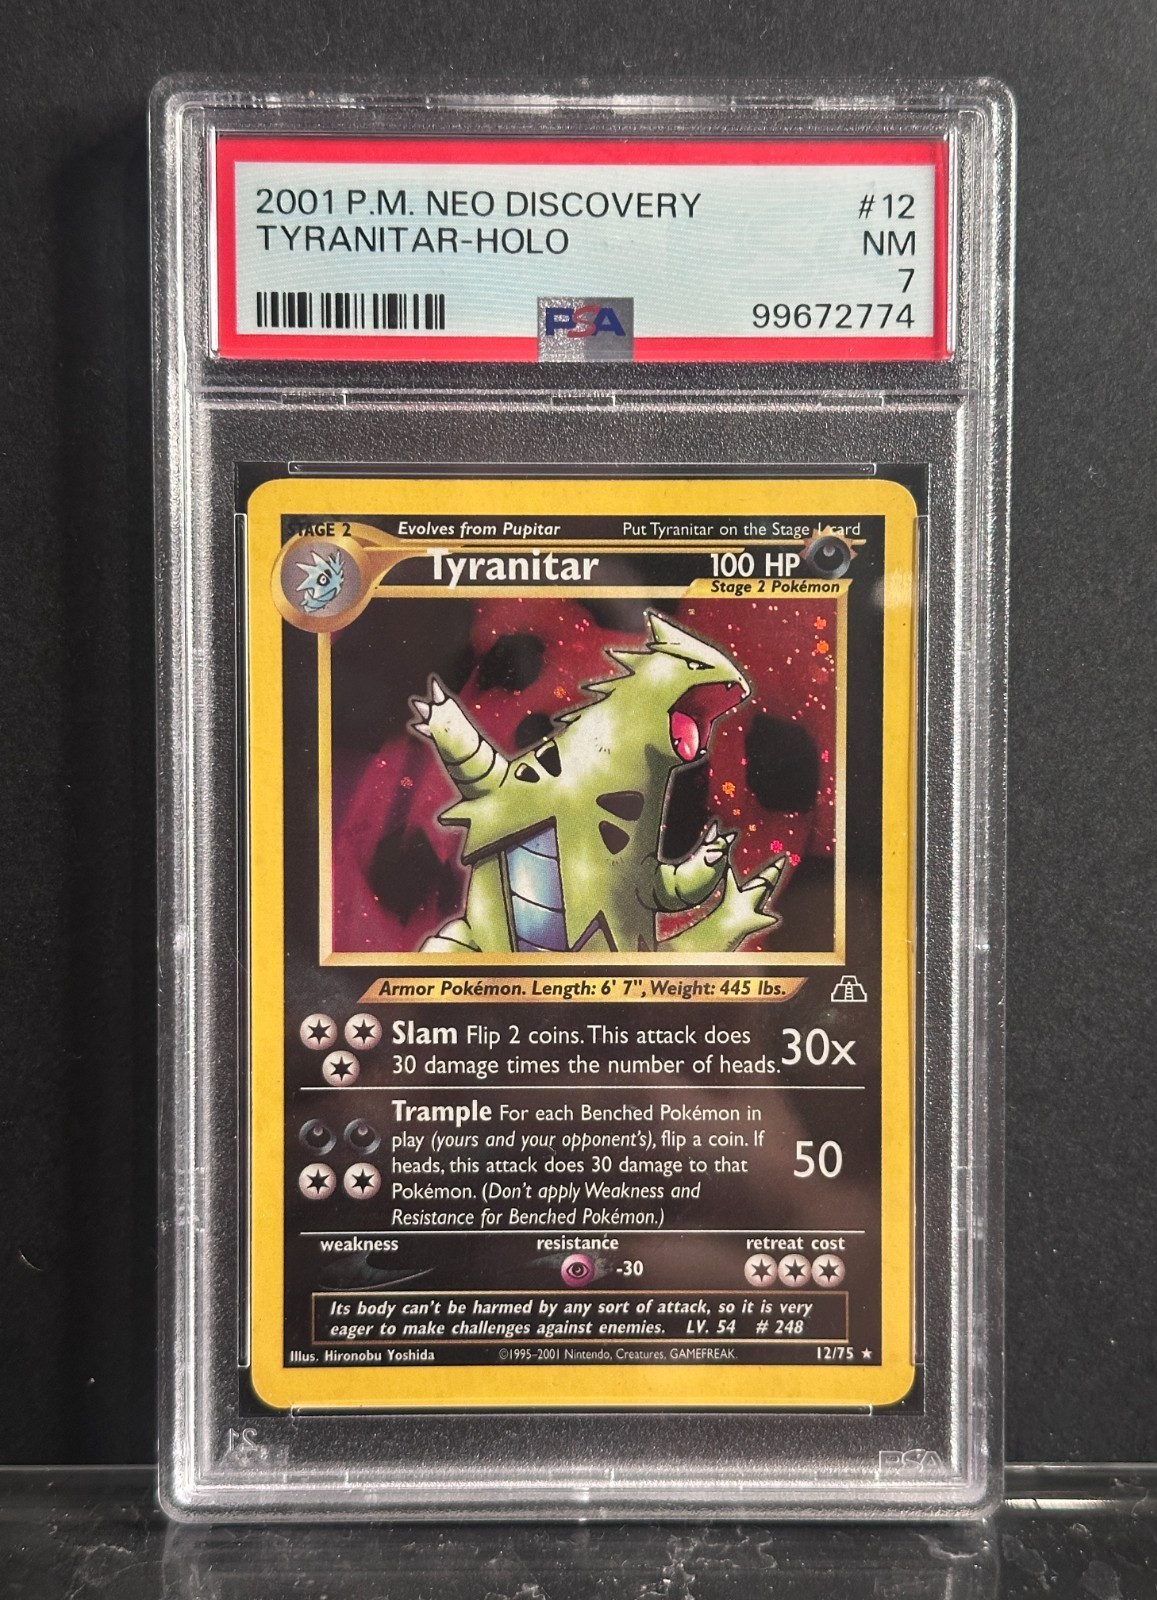 2001 P.M. NEO DISCOVERY #12
TYRANITAR-HOLO NM
7
PSA 99672774
STAGE 2 Evolves from Pupitar Put Tyranitar on the Stage 1 card
Tyranitar 100 HP
Stage 2 Pokémon
Armor Pokémon. Length: 6' 7", Weight: 445 lbs.
Slam Flip 2 coins. This attack does
30 damage times the number of heads. 30x
Trample For each Benched Pokémon in
play (yours and your opponent's), flip a coin. If
heads, this attack does 30 damage to that 50
Pokémon. (Don't apply Weakness and
Resistance for Benched Pokémon.)
weakness resistance retreat cost
-30
Its body can't be harmed by any sort of attack, so it is very
eager to make challenges against enemies. LV. 54 # 248
Illus. Hironobu Yoshida ©1995-2001 Nintendo, Creatures, GAMEFREAK. 12/75 ★
PSA